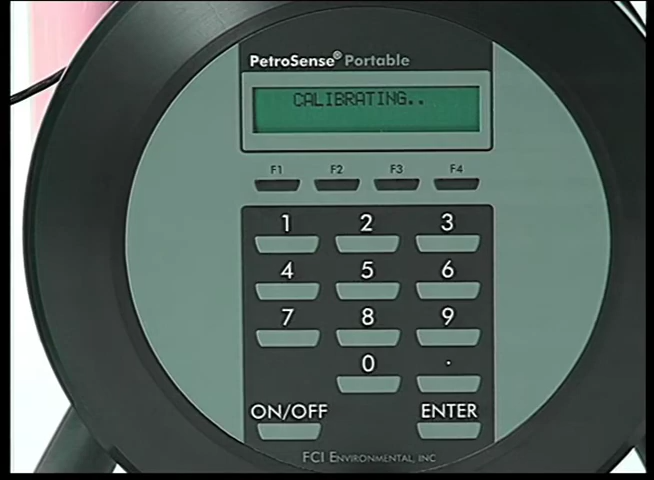 PetroSense® Portable
CALIBRATING..
F1 F2 F3 F4
1 2 3
4 5 6
7 8 9
0 .
ON/OFF ENTER
FCI ENVIRONMENTAL, INC